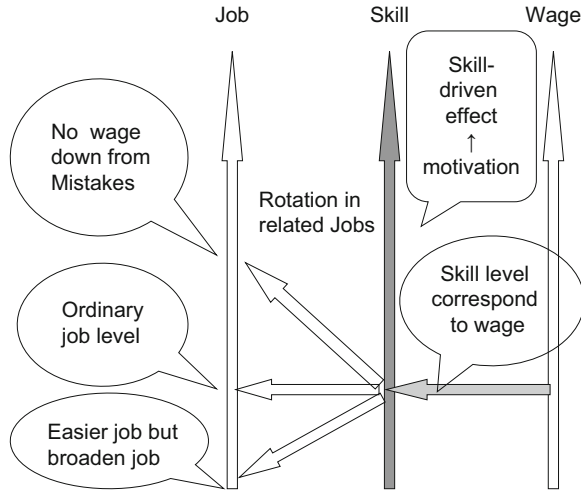 Job
Skill
Wage
Skill-
driven
effect
↑
motivation
No wage
down from
Mistakes
Rotation in
related Jobs
Skill level
correspond
to wage
Ordinary
job level
Easier job but
broaden job